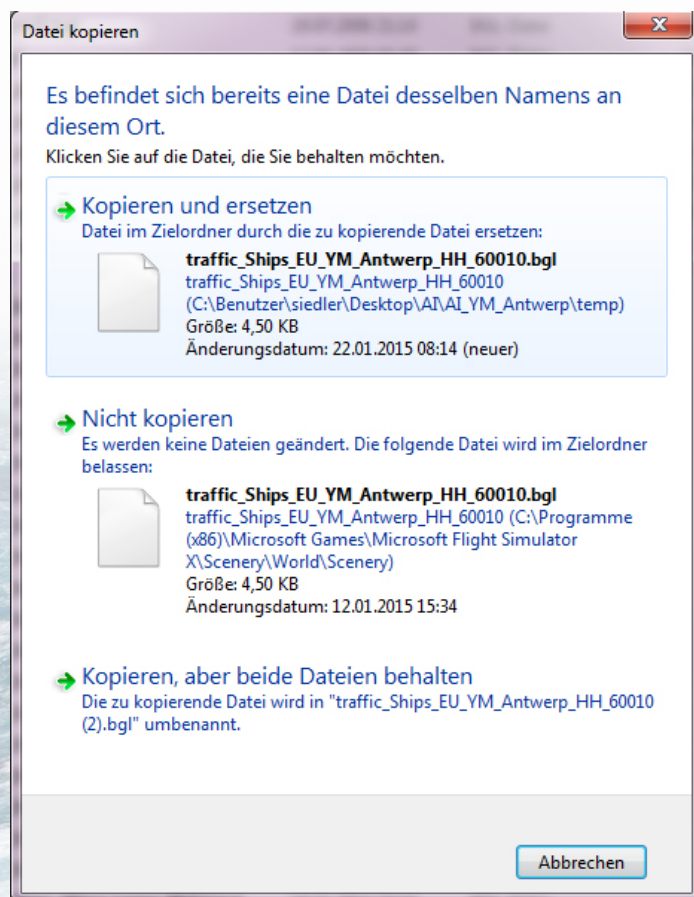 Datei kopieren
Es befindet sich bereits eine Datei desselben Namens an
diesem Ort.
Klicken Sie auf die Datei, die Sie behalten möchten.
Kopieren und ersetzen
Datei im Zielordner durch die zu kopierende Datei ersetzen:
traffic_Ships_EU_YM_Antwerp_HH_60010.bgl
traffic_Ships_EU_YM_Antwerp_HH_60010
(C:\Benutzer\siedler\Desktop\AI\AI_YM_Antwerp\temp)
Größe: 4,50 KB
Änderungsdatum: 22.01.2015 08:14 (neuer)
Nicht kopieren
Es werden keine Dateien geändert. Die folgende Datei wird im Zielordner
belassen:
traffic_Ships_EU_YM_Antwerp_HH_60010.bgl
traffic_Ships_EU_YM_Antwerp_HH_60010 (C:\Programme
(x86)\Microsoft Games\Microsoft Flight Simulator
X\Scenery\World\Scenery)
Größe: 4,50 KB
Änderungsdatum: 12.01.2015 15:34
Kopieren, aber beide Dateien behalten
Die zu kopierende Datei wird in "traffic_Ships_EU_YM_Antwerp_HH_60010
(2).bgl" umbenannt.
Abbrechen